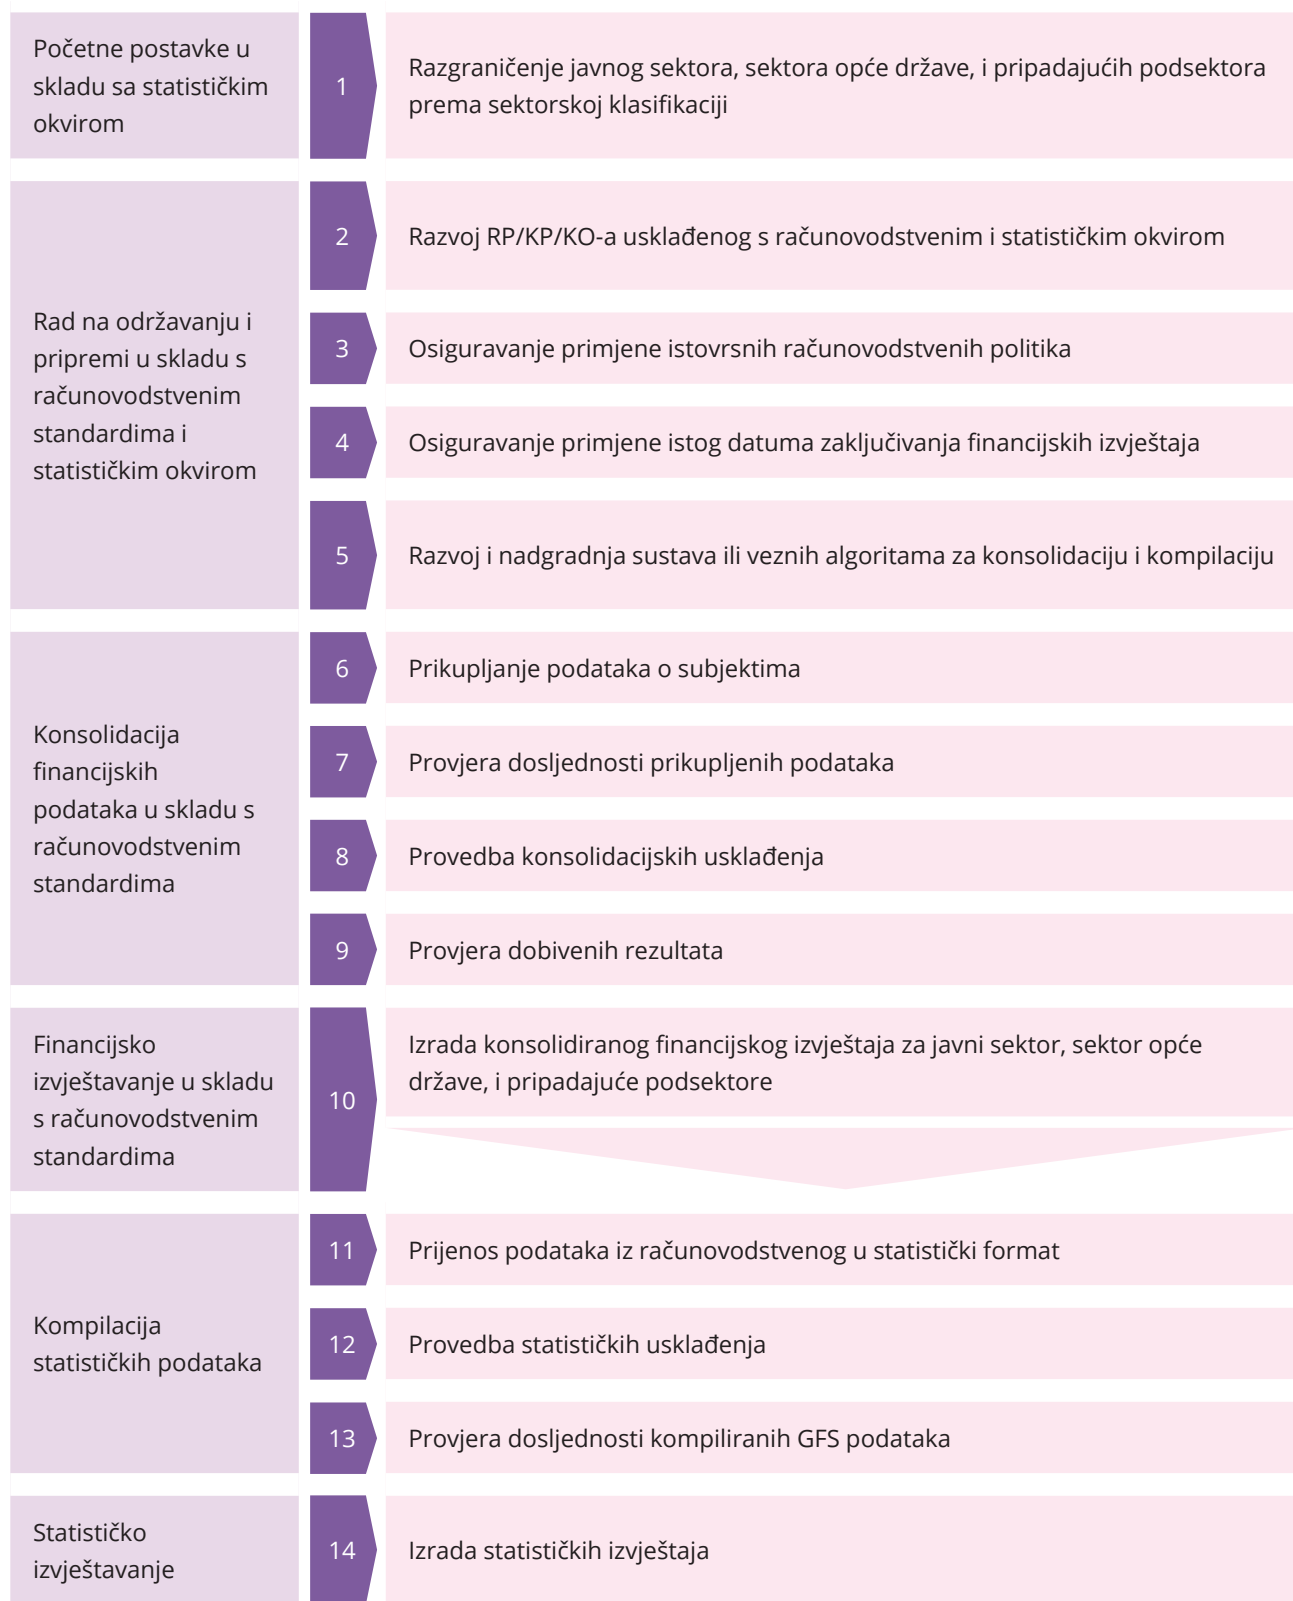 Početne postavke u
skladu sa statističkim
okvirom
1
Razgraničenje javnog sektora, sektora opće države, i pripadajućih podsektora
prema sektorskoj klasifikaciji
Rad na održavanju i
pripremi u skladu s
računovodstvenim
standardima i
statističkim okvirom
2
Razvoj RP/KP/KO-a usklađenog s računovodstvenim i statističkim okvirom
3
Osiguravanje primjene istovrsnih računovodstvenih politika
4
Osiguravanje primjene istog datuma zaključivanja financijskih izvještaja
5
Razvoj i nadgradnja sustava ili veznih algoritama za konsolidaciju i kompilaciju
Konsolidacija
financijskih
podataka u skladu s
računovodstvenim
standardima
6
Prikupljanje podataka o subjektima
7
Provjera dosljednosti prikupljenih podataka
8
Provedba konsolidacijskih usklađenja
9
Provjera dobivenih rezultata
Financijsko
izvještavanje u skladu
s računovodstvenim
standardima
10
Izrada konsolidiranog financijskog izvještaja za javni sektor, sektor opće
države, i pripadajuće podsektore
Kompilacija
statističkih podataka
11
Prijenos podataka iz računovodstvenog u statistički format
12
Provedba statističkih usklađenja
13
Provjera dosljednosti kompiliranih GFS podataka
Statističko
izvještavanje
14
Izrada statističkih izvještaja